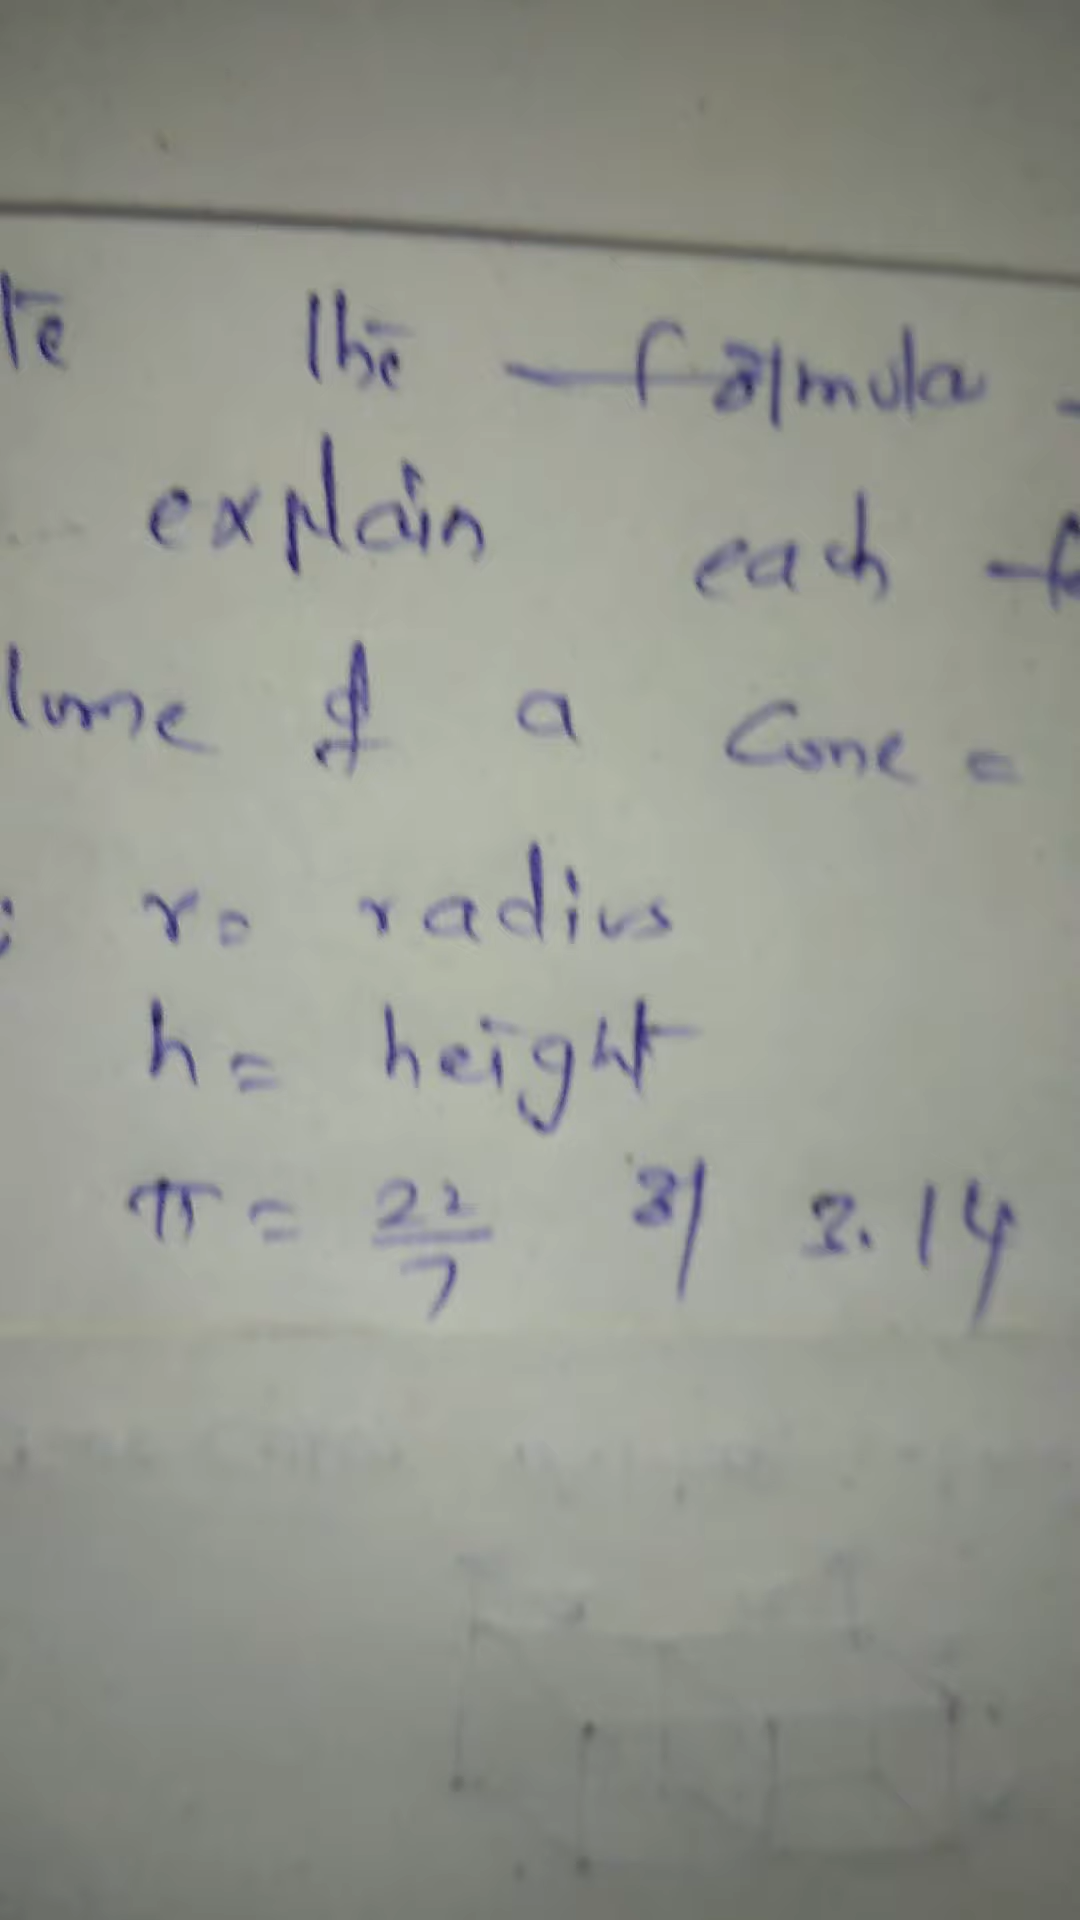 te the formula
explain each f
lume of a Cone =
; r= radius
h= height
π = 22/7 or 3.14